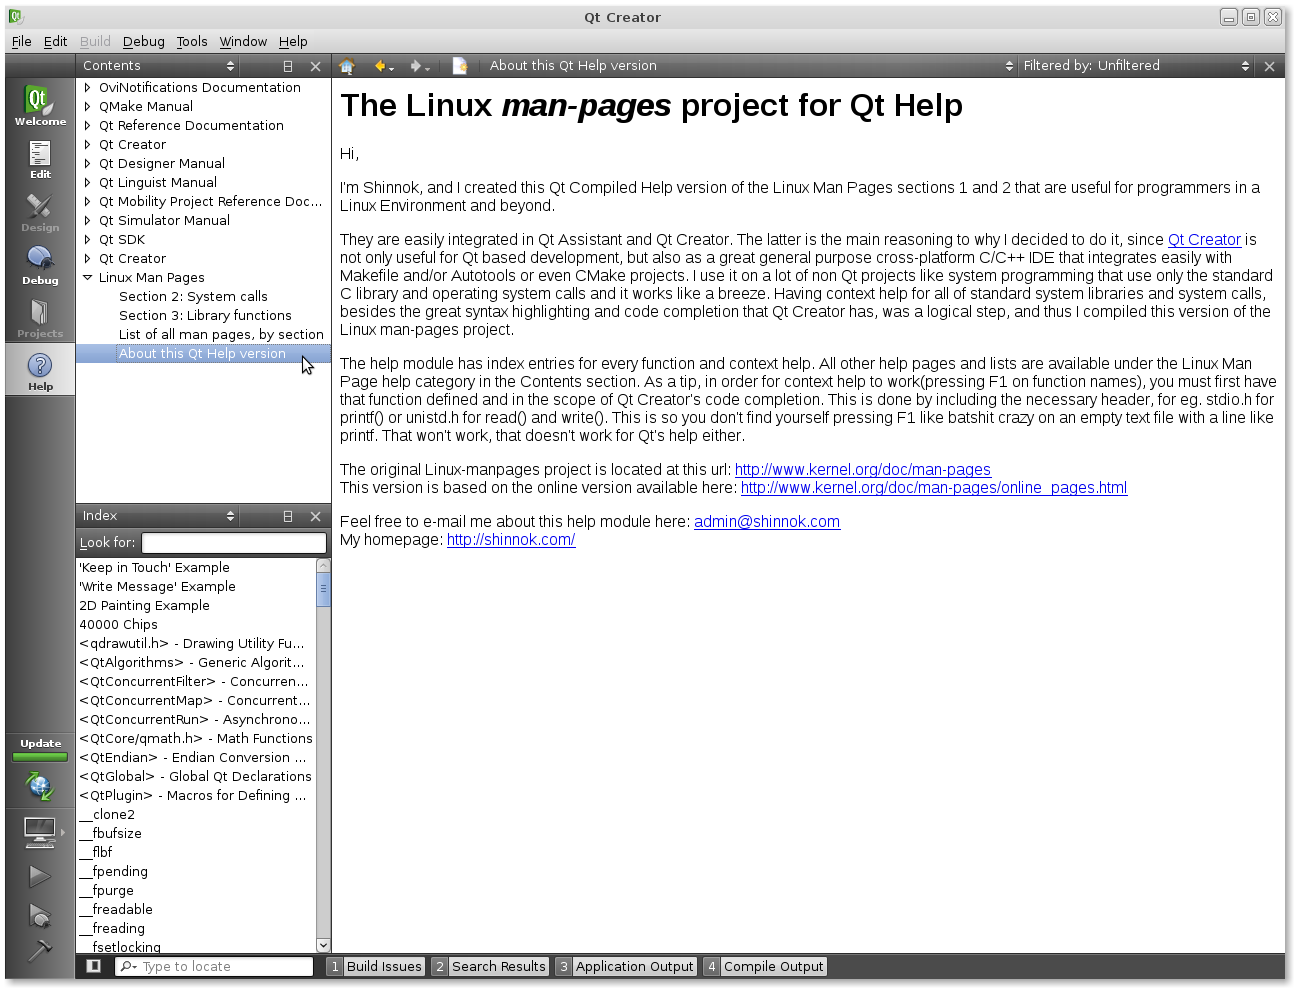 Qt Creator
File Edit Build Debug Tools Window Help
Contents
About this Qt Help version
Filtered by: Unfiltered
Qt
Welcome
Edit
Design
Debug
Projects
Help
OviNotifications Documentation
QMake Manual
Qt Reference Documentation
Qt Creator
Qt Designer Manual
Qt Linguist Manual
Qt Mobility Project Reference Doc...
Qt Simulator Manual
Qt SDK
Qt Creator
Linux Man Pages
Section 2: System calls
Section 3: Library functions
List of all man pages, by section
About this Qt Help version
Index
Look for:
'Keep in Touch' Example
'Write Message' Example
2D Painting Example
40000 Chips
<qdrawutil.h> - Drawing Utility Fu...
<QtAlgorithms> - Generic Algorit...
<QtConcurrentFilter> - Concurren...
<QtConcurrentMap> - Concurrent...
<QtConcurrentRun> - Asynchrono...
<QtCore/qmath.h> - Math Functions
<QtEndian> - Endian Conversion ...
<QtGlobal> - Global Qt Declarations
<QtPlugin> - Macros for Defining ...
__clone2
__fbufsize
__flbf
__fpending
__fpurge
__freadable
__freading
__fsetlocking
The Linux man-pages project for Qt Help
Hi,
I'm Shinnok, and I created this Qt Compiled Help version of the Linux Man Pages sections 1 and 2 that are useful for programmers in a
Linux Environment and beyond.
They are easily integrated in Qt Assistant and Qt Creator. The latter is the main reasoning to why I decided to do it, since Qt Creator is
not only useful for Qt based development, but also as a great general purpose cross-platform C/C++ IDE that integrates easily with
Makefile and/or Autotools or even CMake projects. I use it on a lot of non Qt projects like system programming that use only the standard
C library and operating system calls and it works like a breeze. Having context help for all of standard system libraries and system calls,
besides the great syntax highlighting and code completion that Qt Creator has, was a logical step, and thus I compiled this version of the
Linux man-pages project.
The help module has index entries for every function and context help. All other help pages and lists are available under the Linux Man
Page help category in the Contents section. As a tip, in order for context help to work(pressing F1 on function names), you must first have
that function defined and in the scope of Qt Creator's code completion. This is done by including the necessary header, for eg. stdio.h for
printf() or unistd.h for read() and write(). This is so you don't find yourself pressing F1 like batshit crazy on an empty text file with a line like
printf. That won't work, that doesn't work for Qt's help either.
The original Linux-manpages project is located at this url: http://www.kernel.org/doc/man-pages
This version is based on the online version available here: http://www.kernel.org/doc/man-pages/online_pages.html
Feel free to e-mail me about this help module here: admin@shinnok.com
My homepage: http://shinnok.com/
Update
Type to locate
1 Build Issues 2 Search Results 3 Application Output 4 Compile Output